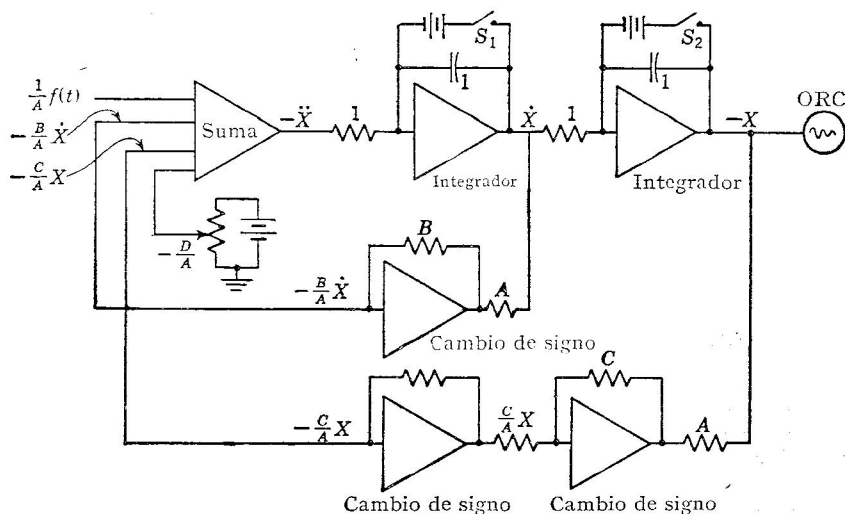 S₁
1
S₂
1
ORC
1/A f(t)
−B/A Ẋ
−C/A X
Suma
−Ẍ
1
Integrador
Ẋ
1
Integrador
−X
−D/A
B
−B/A Ẋ
A
Cambio de signo
C
−C/A X
C/A X
A
Cambio de signo
Cambio de signo